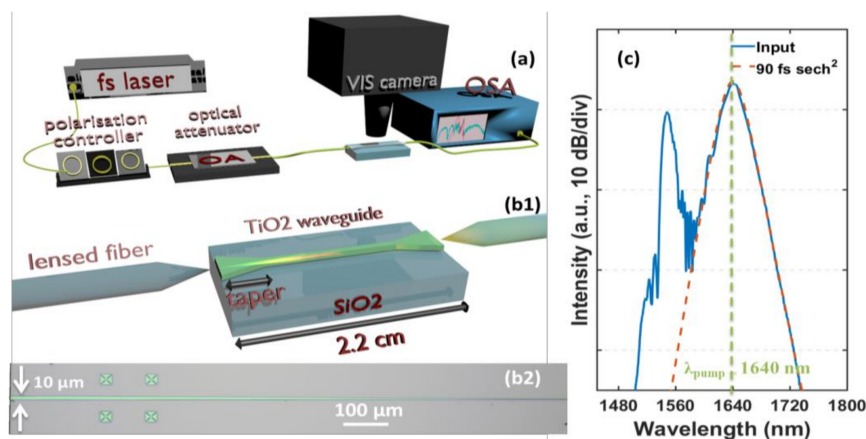 (a)
fs laser
VIS camera
OSA
polarisation
controller
optical
attenuator
OA
(b1)
TiO2 waveguide
lensed fiber
taper
SiO2
2.2 cm
(b2)
10 µm
100 µm
(c)
Input
90 fs sech²
Intensity (a.u., 10 dB/div)
λpump 1640 nm
1480 1560 1640 1720 1800
Wavelength (nm)